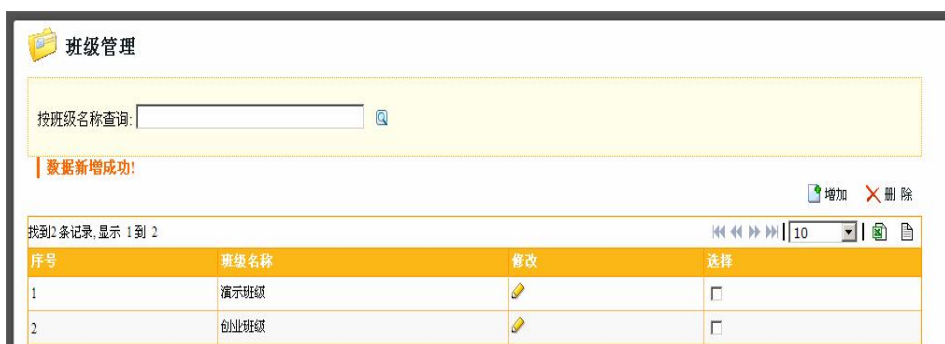 班级管理
按班级名称查询:
数据新增成功!
增加 删 除
找到2 条记录, 显示 1 到 2 10
序号 班级名称 修改 选择
1 演示班级
2 创业班级